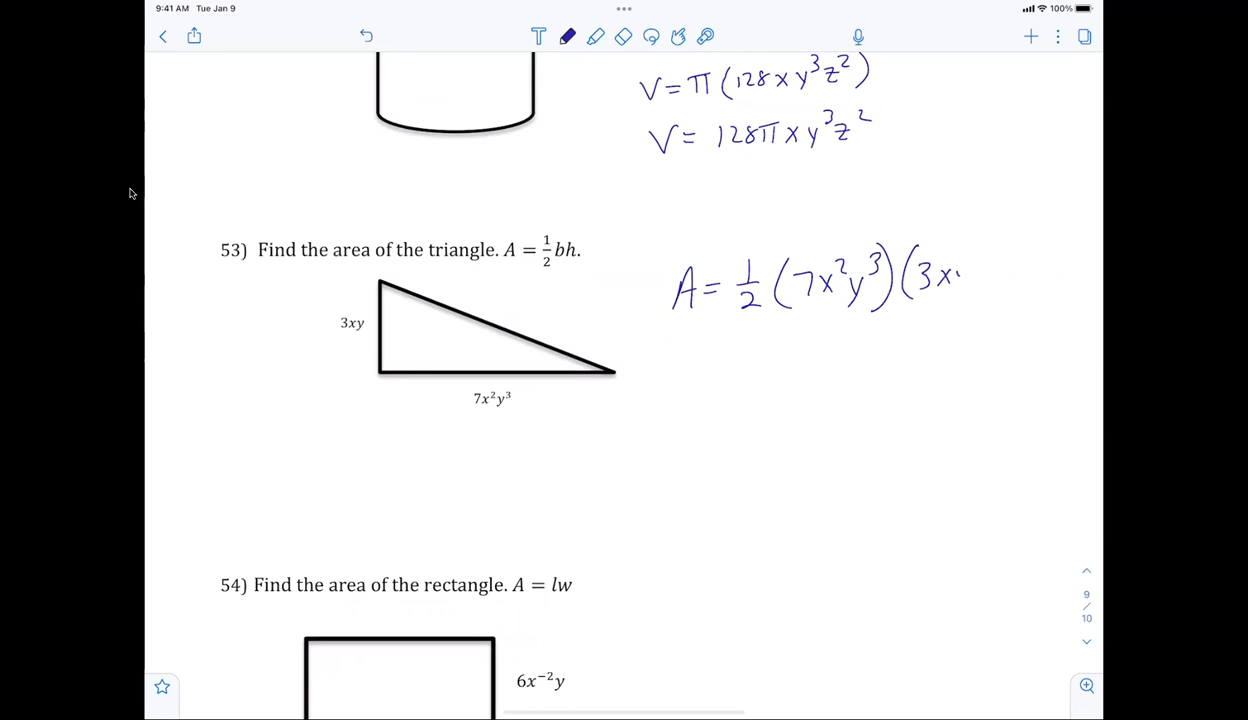 9:41 AM Tue Jan 9
100%
V = π (128xy³z²)
V = 128πxy³z²
53) Find the area of the triangle. A = ½bh.
A = ½ (7x²y³)(3x
3xy
7x²y³
9
/
10
54) Find the area of the rectangle. A = lw
6x⁻²y